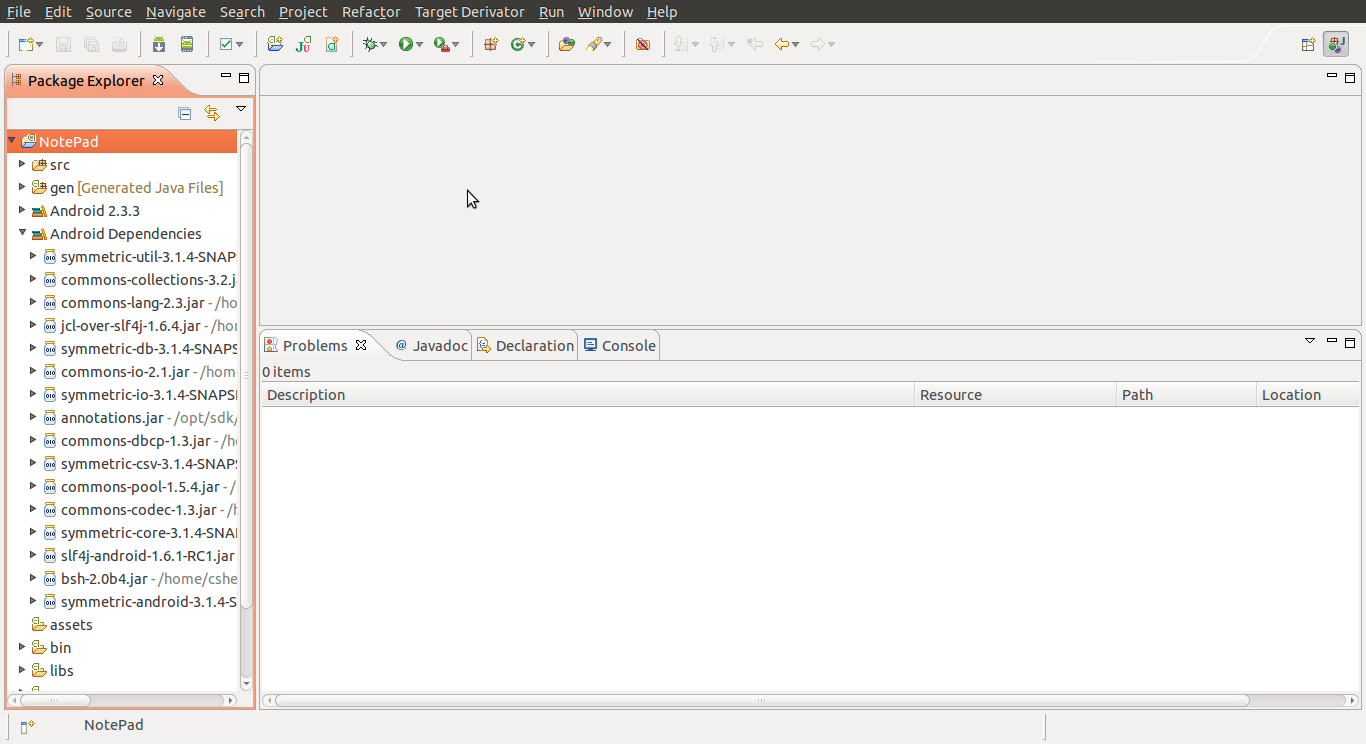 File Edit Source Navigate Search Project Refactor Target Derivator Run Window Help
Package Explorer
NotePad
src
gen [Generated Java Files]
Android 2.3.3
Android Dependencies
symmetric-util-3.1.4-SNAP
commons-collections-3.2.j
commons-lang-2.3.jar - /ho
jcl-over-slf4j-1.6.4.jar - /hor
symmetric-db-3.1.4-SNAPS
commons-io-2.1.jar - /home
symmetric-io-3.1.4-SNAPS
annotations.jar - /opt/sdk/
commons-dbcp-1.3.jar - /h
symmetric-csv-3.1.4-SNAP
commons-pool-1.5.4.jar - /
commons-codec-1.3.jar - /h
symmetric-core-3.1.4-SNA
slf4j-android-1.6.1-RC1.jar
bsh-2.0b4.jar - /home/cshe
symmetric-android-3.1.4-S
assets
bin
libs
Problems Javadoc Declaration Console
0 items
Description Resource Path Location
NotePad